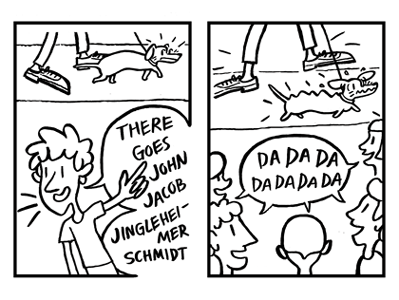 THERE
GOES
JOHN
JACOB
JINGLEHEI-
MER
SCHMIDT
DA DA DA
DA DA DA DA